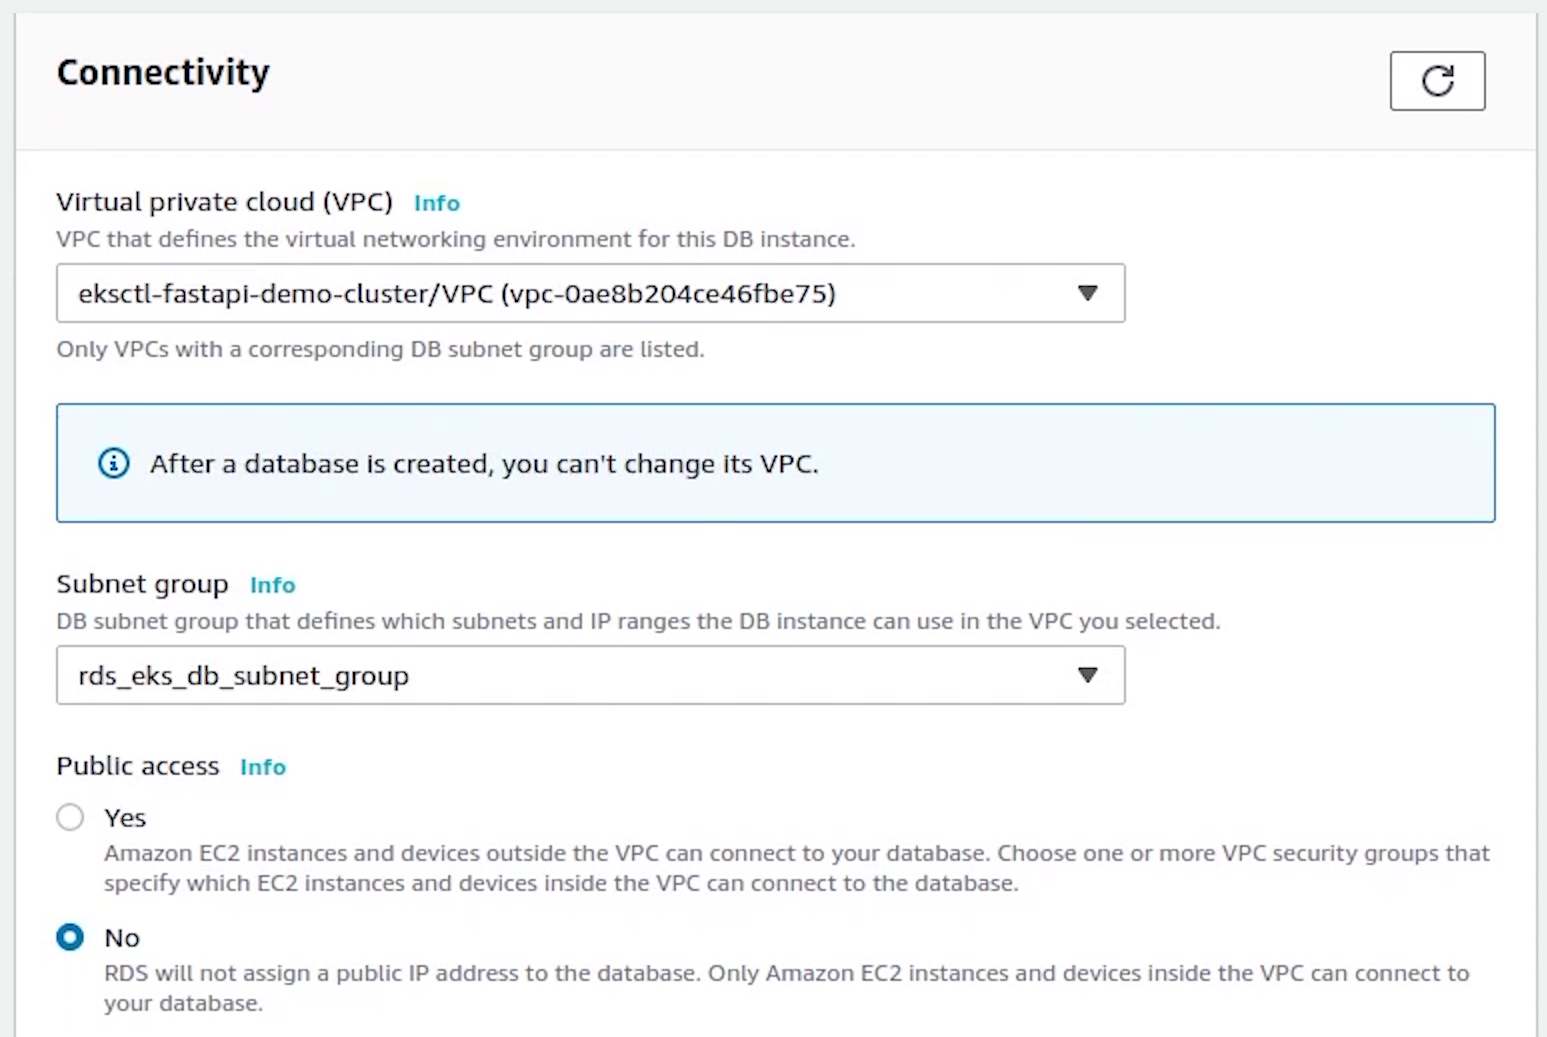 Connectivity
Virtual private cloud (VPC) Info
VPC that defines the virtual networking environment for this DB instance.
eksctl-fastapi-demo-cluster/VPC (vpc-0ae8b204ce46fbe75)
Only VPCs with a corresponding DB subnet group are listed.
After a database is created, you can't change its VPC.
Subnet group Info
DB subnet group that defines which subnets and IP ranges the DB instance can use in the VPC you selected.
rds_eks_db_subnet_group
Public access Info
Yes
Amazon EC2 instances and devices outside the VPC can connect to your database. Choose one or more VPC security groups that
specify which EC2 instances and devices inside the VPC can connect to the database.
No
RDS will not assign a public IP address to the database. Only Amazon EC2 instances and devices inside the VPC can connect to
your database.